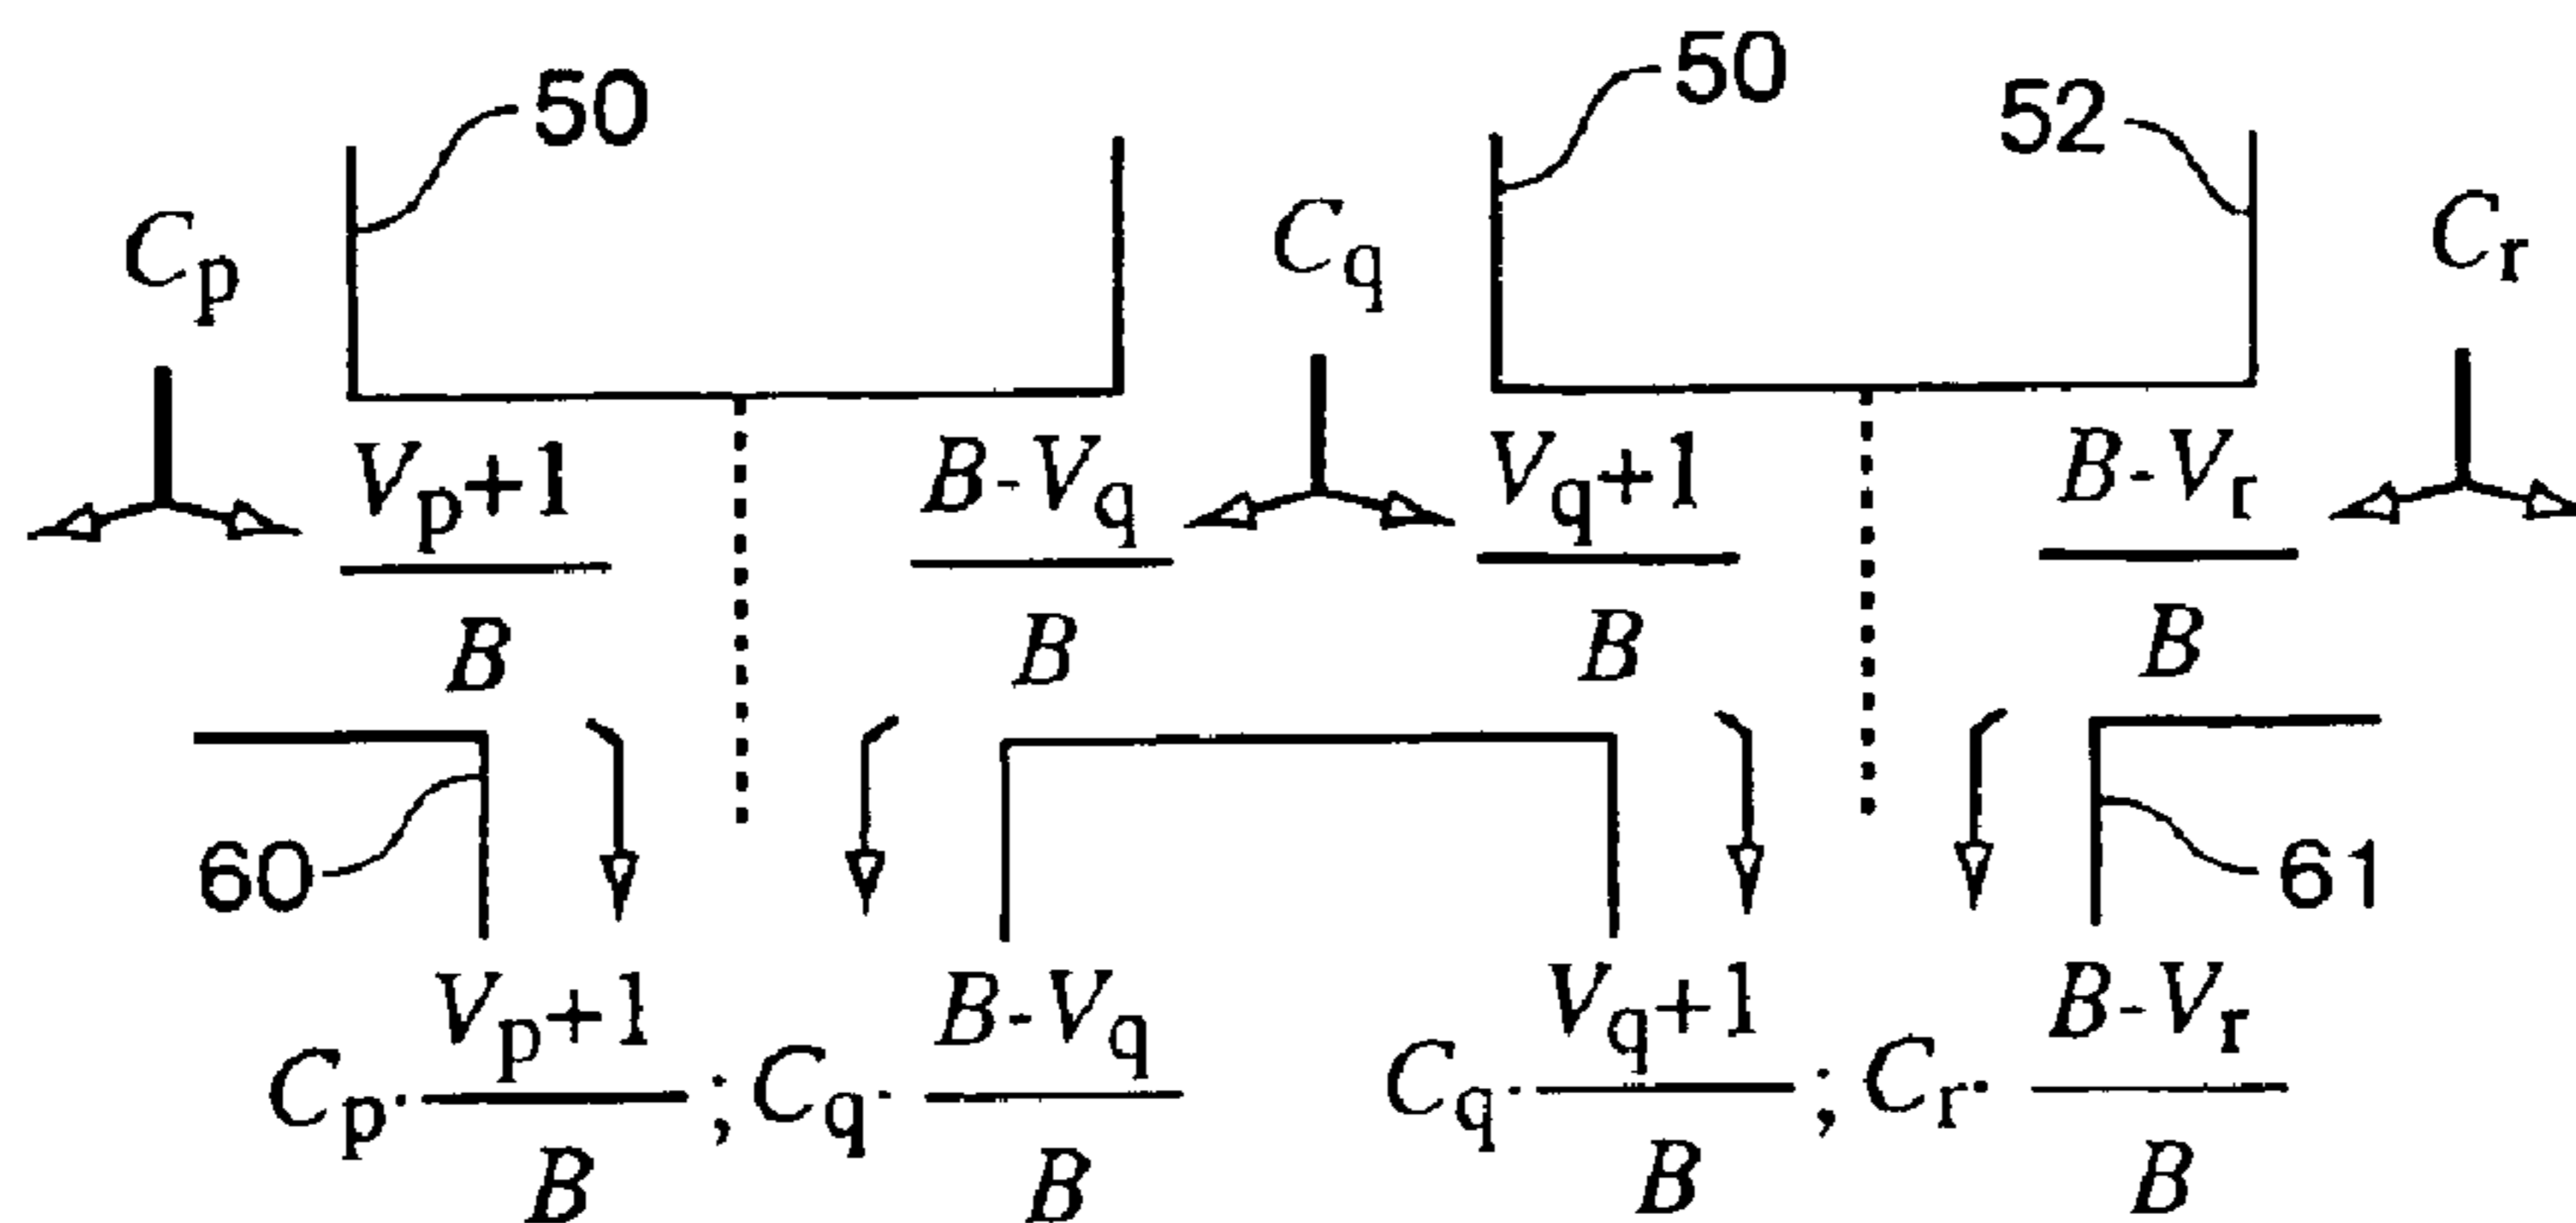 50 50 52
Cp Cq Cr
Vp+1 B-Vq Vq+1 B-Vr
B B B B
60 61
Vp+1 B-Vq Vq+1 B-Vr
Cp· ;Cq· Cq· ;Cr·
B B B B